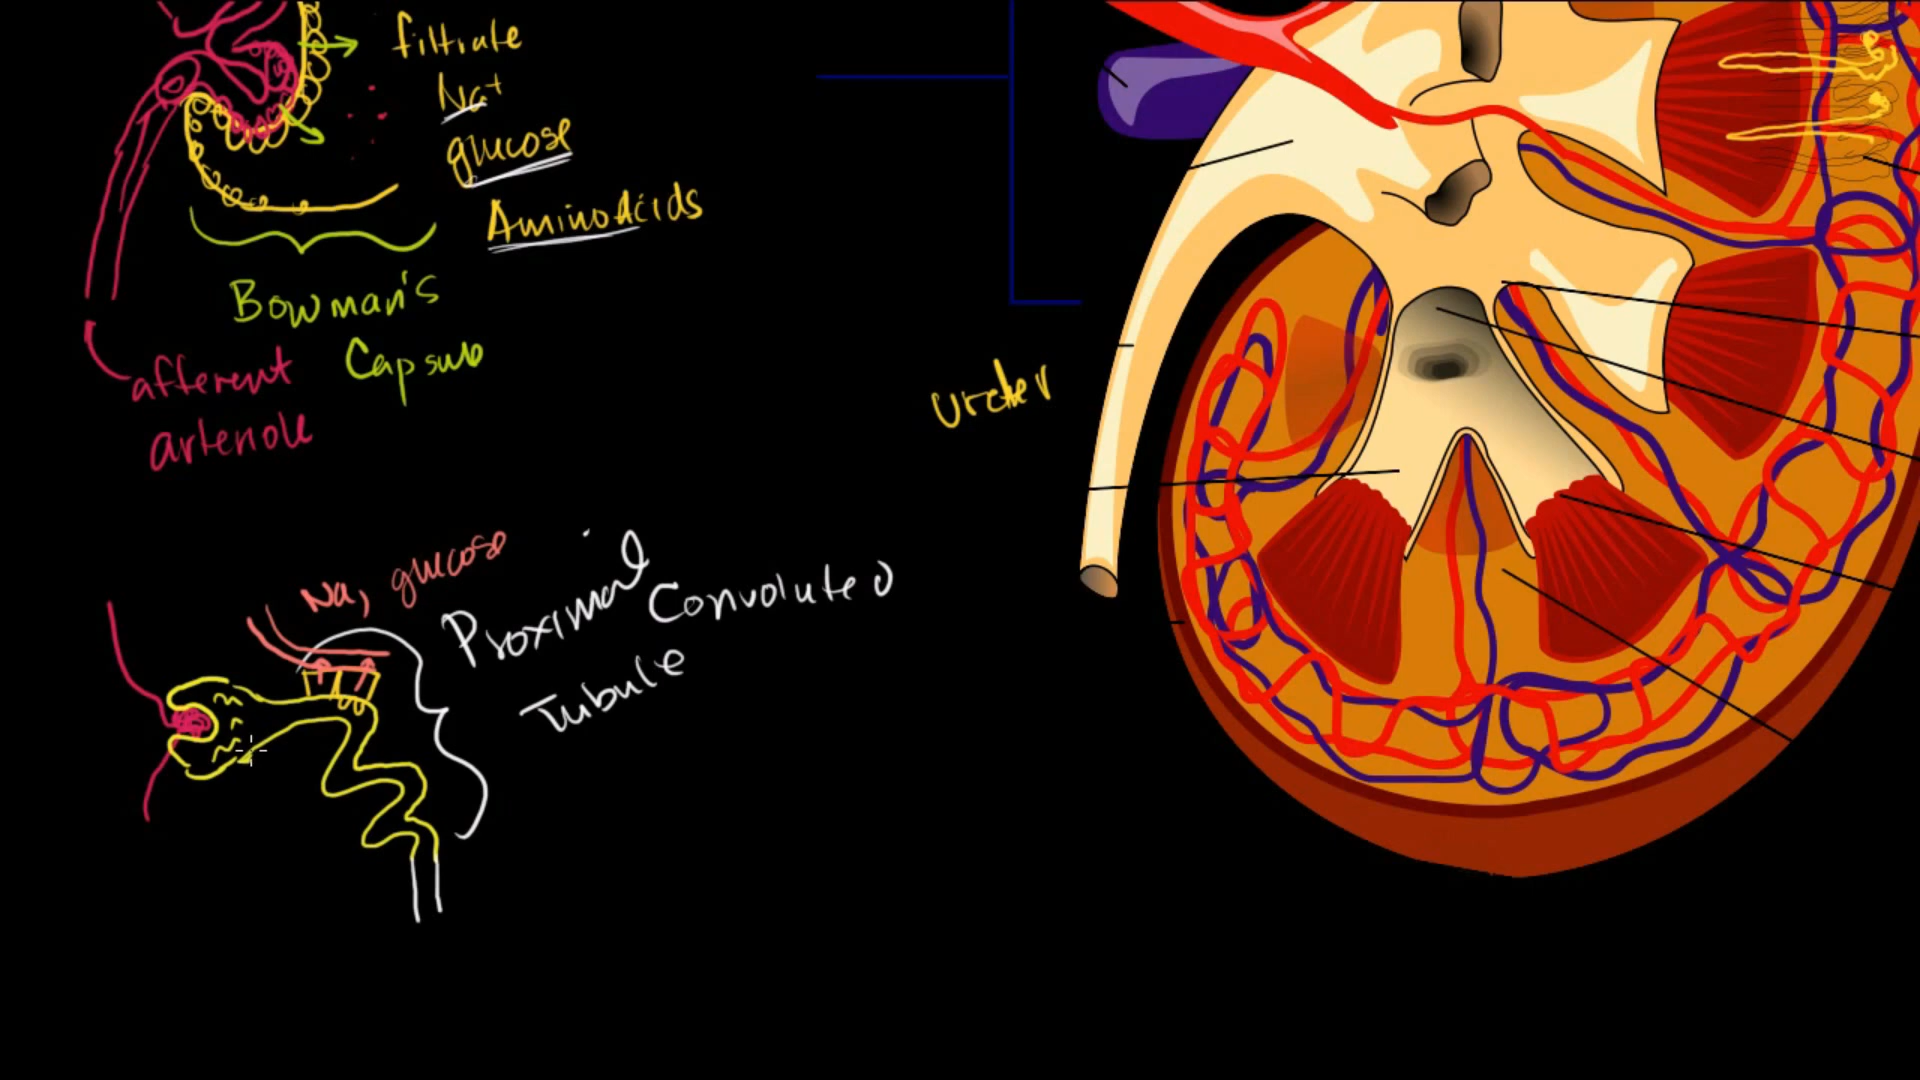 filtrate
Na+
glucose
Amino Acids
Bowman's
Capsule
afferent
arteriole
ureter
Na, glucose
Proximal
Convoluted
Tubule